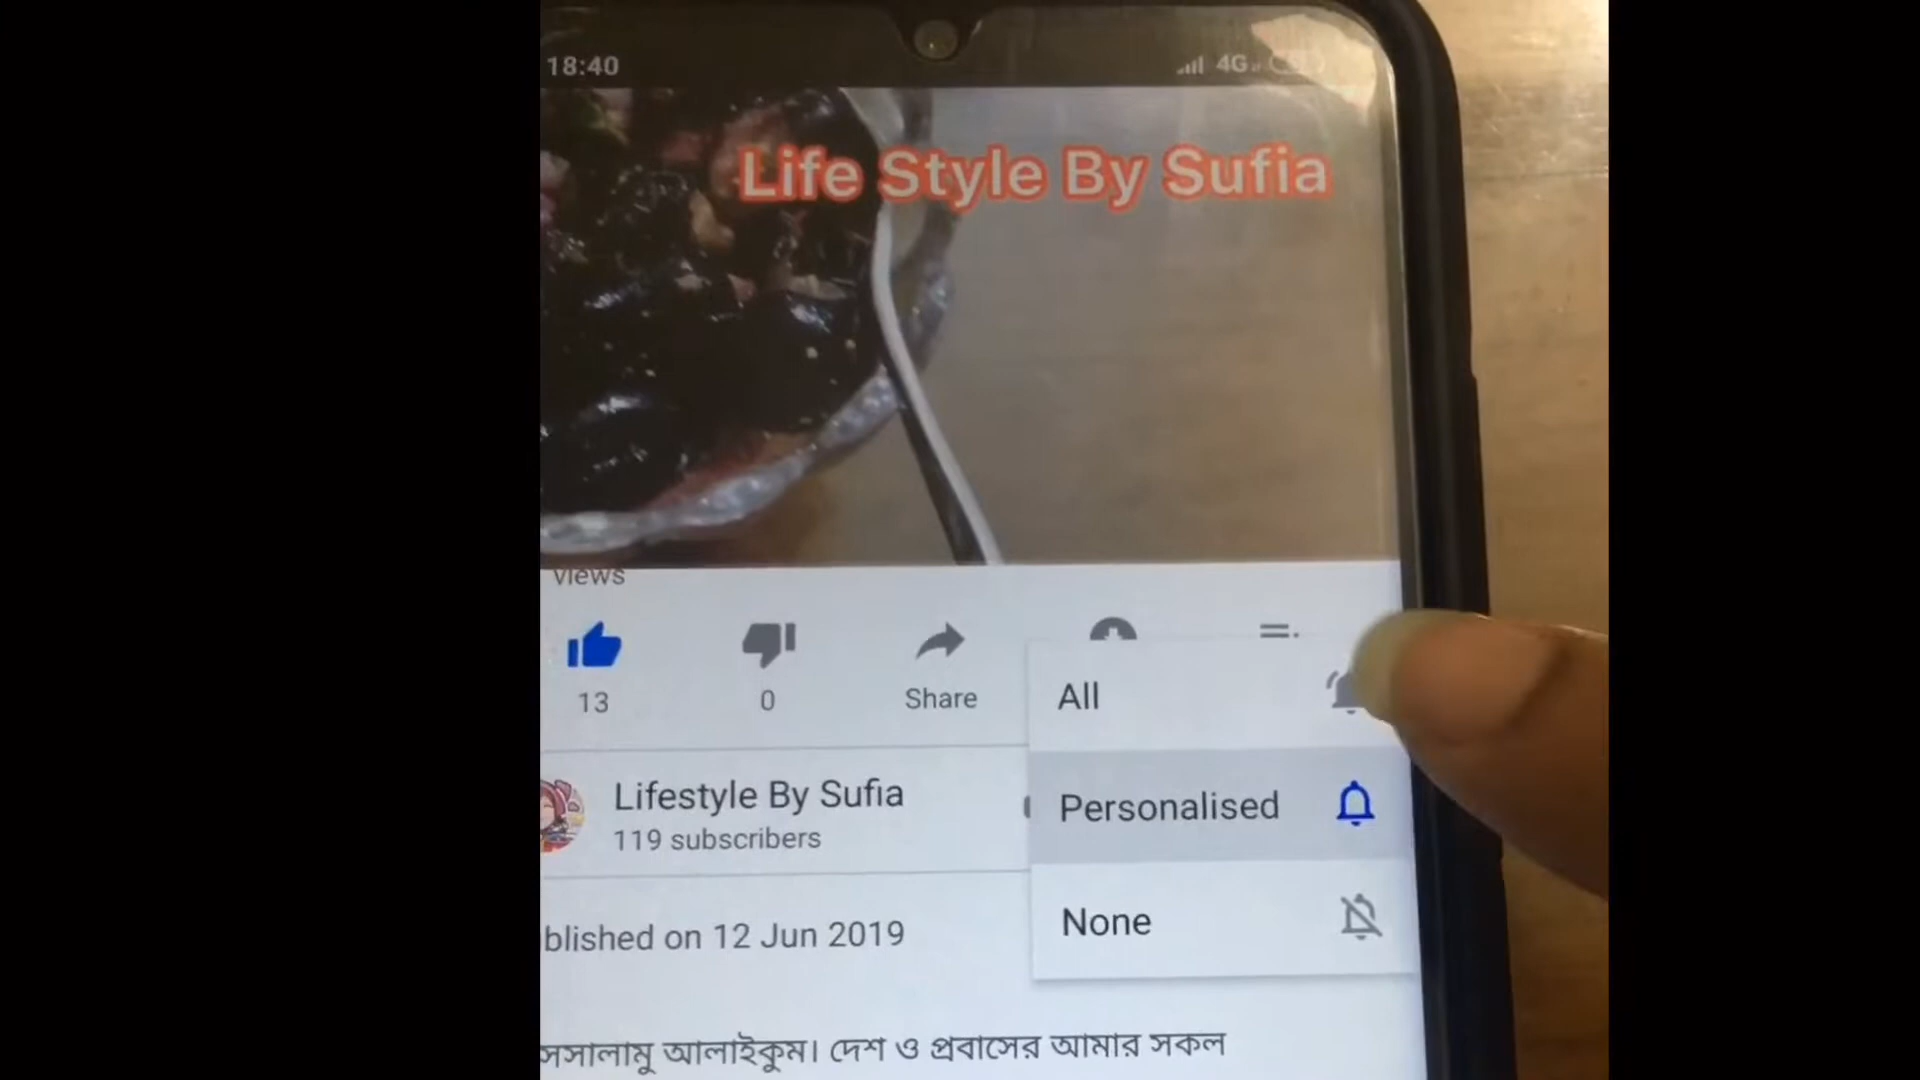 18:40
4G
Life Style By Sufia
views
13
0
Share
All
Lifestyle By Sufia
119 subscribers
Personalised
None
blished on 12 Jun 2019
সসালামু আলাইকুম। দেশ ও প্রবাসের আমার সকল